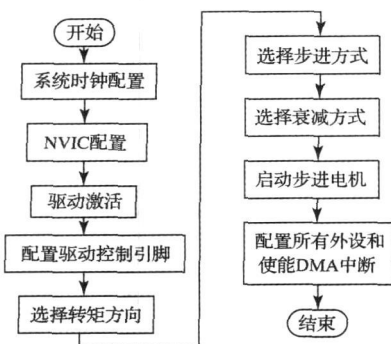 开始
系统时钟配置
NVIC配置
驱动激活
配置驱动控制引脚
选择转矩方向
选择步进方式
选择衰减方式
启动步进电机
配置所有外设和
使能DMA中断
结束